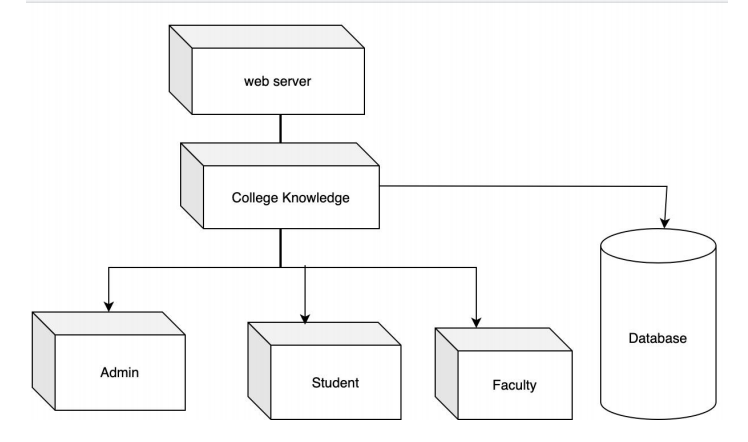 web server
College Knowledge
Database
Admin
Student
Faculty